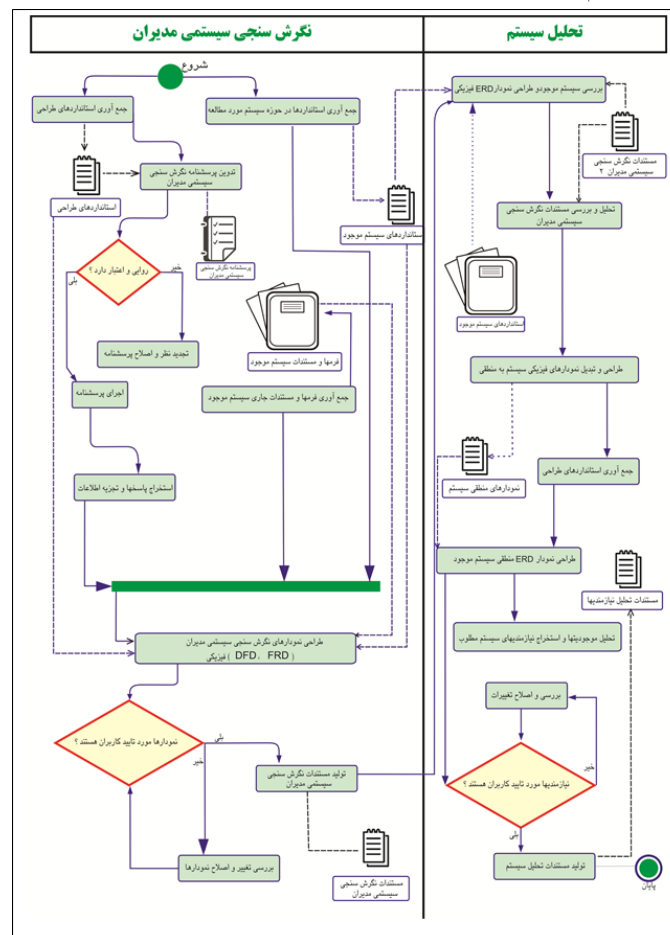 تحلیل سیستم
نگرش سنجی سیستمی مدیران
شروع
جمع آوری استانداردهای طراحی
جمع آوری استانداردها در حوزه سیستم مورد مطالعه
استانداردهای طراحی
تدوین پرسشنامه نگرش سنجی
سیستمی مدیران
پرسشنامه نگرش سنجی
سیستمی مدیران
ستانداردهای سیستم موجود
روایی و اعتبار دارد ؟
خیر
بلی
تجدید نظر و اصلاح پرسشنامه
اجرای پرسشنامه
فرمها و مستندات سیستم موجود
جمع آوری فرمها و مستندات جاری سیستم موجود
استخراج پاسخها و تجزیه اطلاعات
طراحی نمودارهای نگرش سنجی سیستمی مدیران
( DFD، FRD ) فیزیکی
نمودارها مورد تایید کاربران هستند ؟
بلی
خیر
تولید مستندات نگرش سنجی
سیستمی مدیران
بررسی تغییر و اصلاح نمودارها
مستندات نگرش سنجی
سیستمی مدیران
بررسی سیستم موجودو طراحی نمودارERD فیزیکی
مستندات نگرش سنجی
سیستمی مدیران ۲
تحلیل و بررسی مستندات نگرش سنجی
سیستمی مدیران
استانداردهای سیستم موجود
طراحی و تبدیل نمودارهای فیزیکی سیستم به منطقی
نمودارهای منطقی سیستم
جمع آوری استانداردهای طراحی
طراحی نمودار ERD منطقی سیستم موجود
مستندات تحلیل نیازمندیها
تحلیل موجودیتها و استخراج نیازمندیهای سیستم مطلوب
بررسی و اصلاح تغییرات
نیازمندیها مورد تایید کاربران هستند ؟
خیر
بلی
تولید مستندات تحلیل سیستم
پایان